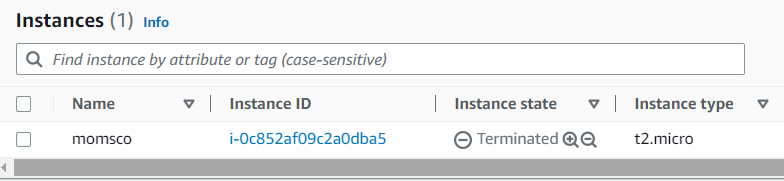 Instances (1) Info
Find instance by attribute or tag (case-sensitive)
Name Instance ID Instance state Instance type
momsco i-0c852af09c2a0dba5 Terminated t2.micro